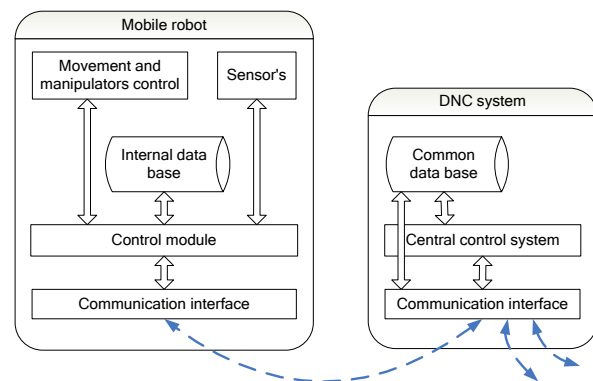 Mobile robot
Movement and
manipulators control
Sensor's
Internal data
base
Control module
Communication interface
DNC system
Common
data base
Central control system
Communication interface